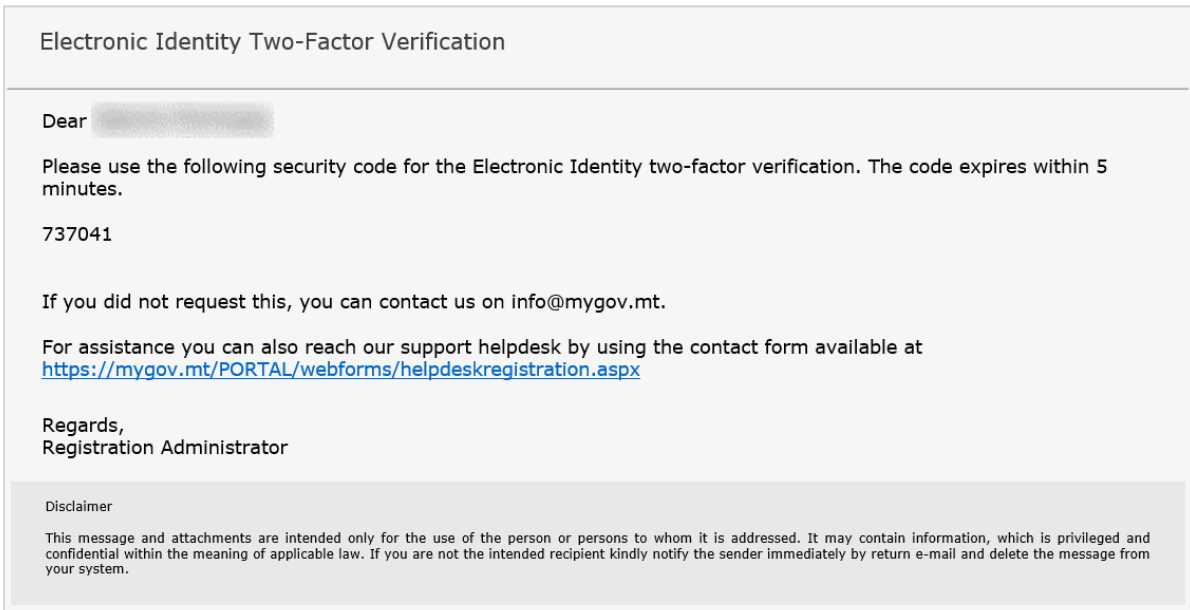 Electronic Identity Two-Factor Verification
Dear
Please use the following security code for the Electronic Identity two-factor verification. The code expires within 5
minutes.
737041
If you did not request this, you can contact us on info@mygov.mt.
For assistance you can also reach our support helpdesk by using the contact form available at
https://mygov.mt/PORTAL/webforms/helpdeskregistration.aspx
Regards,
Registration Administrator
Disclaimer
This message and attachments are intended only for the use of the person or persons to whom it is addressed. It may contain information, which is privileged and
confidential within the meaning of applicable law. If you are not the intended recipient kindly notify the sender immediately by return e-mail and delete the message from
your system.